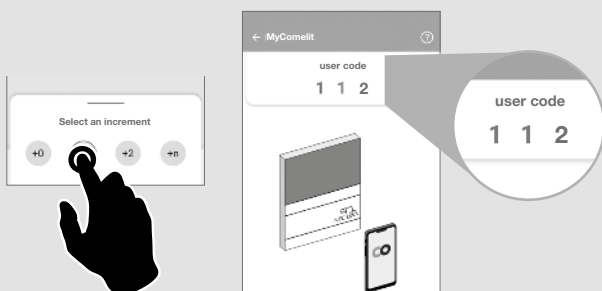 Select an increment
+0
+2
+n
MyComelit
?
user code
1 1 2
user code
1 1 2